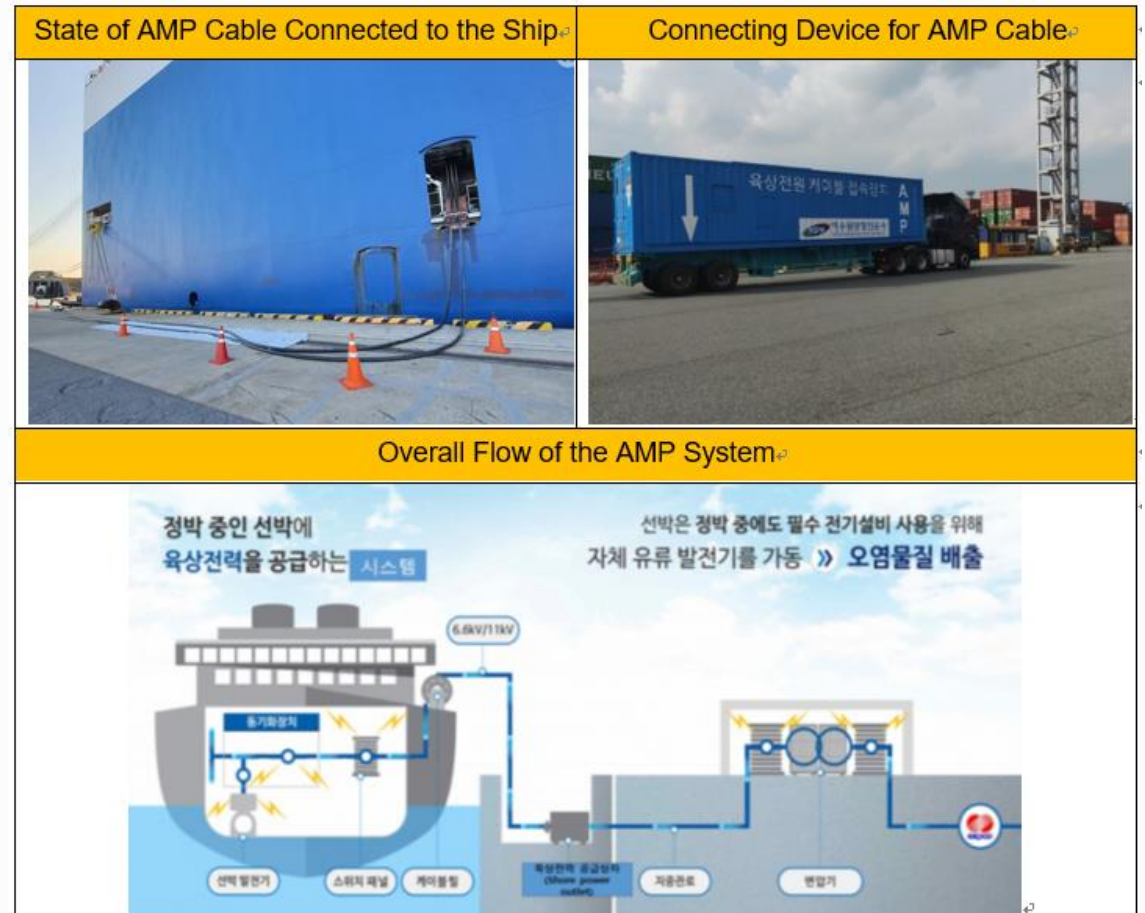 State of AMP Cable Connected to the Ship
Connecting Device for AMP Cable
육상전원 케이블 접속장치
AMP
Overall Flow of the AMP System
정박 중인 선박에
육상전력을 공급하는 시스템
선박은 정박 중에도 필수 전기설비 사용을 위해
자체 유류 발전기를 가동 » 오염물질 배출
6.6kV/11kV
동기화장치
선박 발전기
스위치 패널
케이블릴
육상전력 공급상자
(Shore power
outlet)
지중관로
변압기